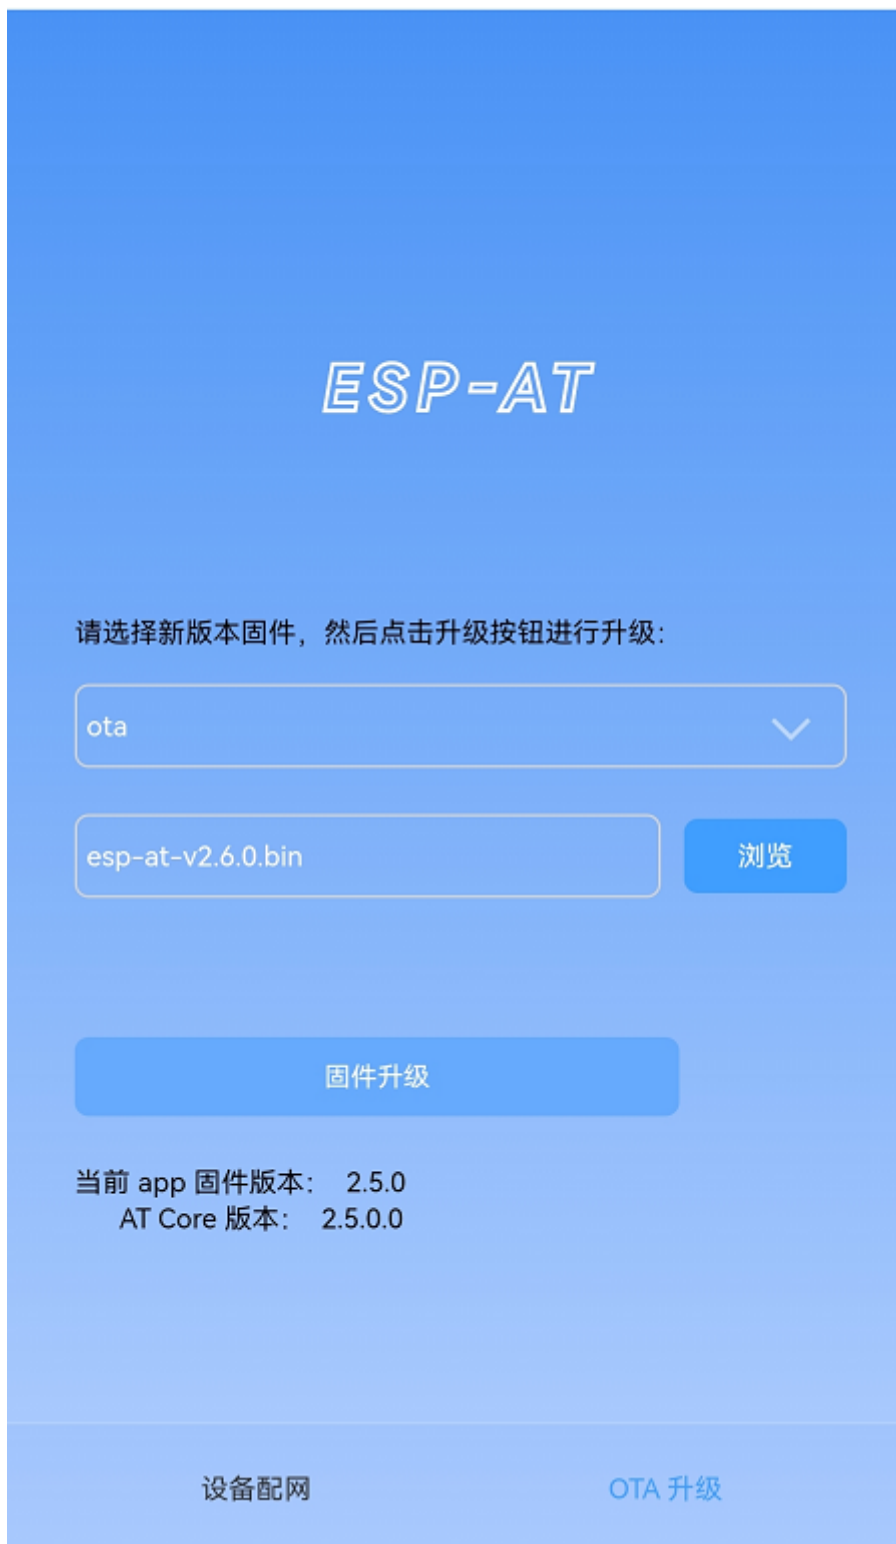 ESP-AT
请选择新版本固件，然后点击升级按钮进行升级：
ota
esp-at-v2.6.0.bin 浏览
固件升级
当前 app 固件版本： 2.5.0
AT Core 版本： 2.5.0.0
设备配网 OTA 升级